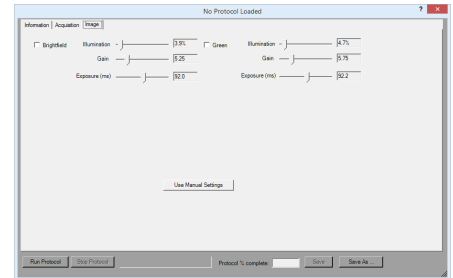 No Protocol Loaded
? ×
Information Acquisition Image
Brightfield Illumination 3.9% Green Illumination 4.7%
Gain 5.25 Gain 5.75
Exposure (ms) 92.0 Exposure (ms) 92.2
Use Manual Settings
Run Protocol Stop Protocol Protocol % complete: Save Save As ...